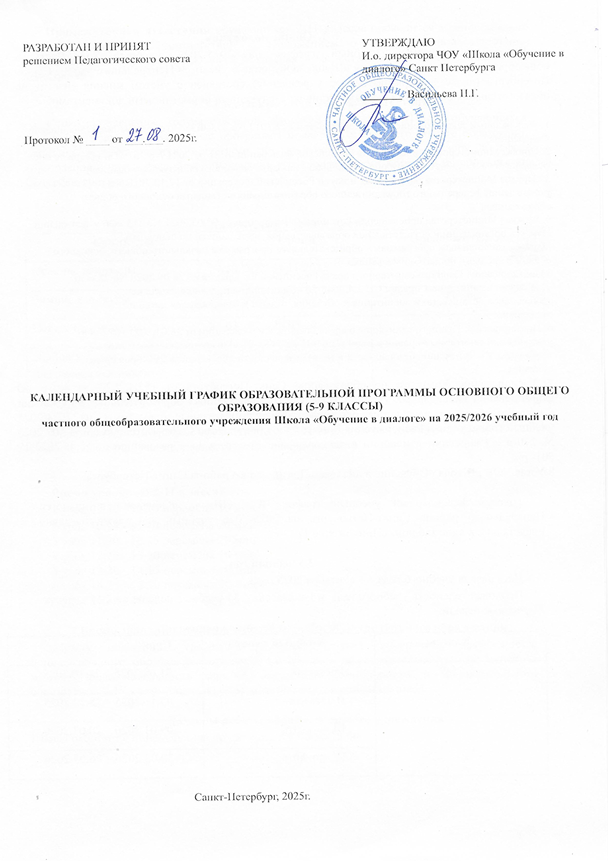 РАЗРАБОТАН И ПРИНЯТ
решением Педагогического совета
Протокол № 1 от 27.08. 2025г.
УТВЕРЖДАЮ
И.о. директора ЧОУ «Школа «Обучение в
диалоге» Санкт Петербурга
Васильева И.Г.
ЧАСТНОЕ ОБЩЕОБРАЗОВАТЕЛЬНОЕ УЧРЕЖДЕНИЕ • САНКТ-ПЕТЕРБУРГ •
ШКОЛА ОБУЧЕНИЕ В ДИАЛОГЕ
КАЛЕНДАРНЫЙ УЧЕБНЫЙ ГРАФИК ОБРАЗОВАТЕЛЬНОЙ ПРОГРАММЫ ОСНОВНОГО ОБЩЕГО
ОБРАЗОВАНИЯ (5-9 КЛАССЫ)
частного общеобразовательного учреждения Школа «Обучение в диалоге» на 2025/2026 учебный год
Санкт-Петербург, 2025г.